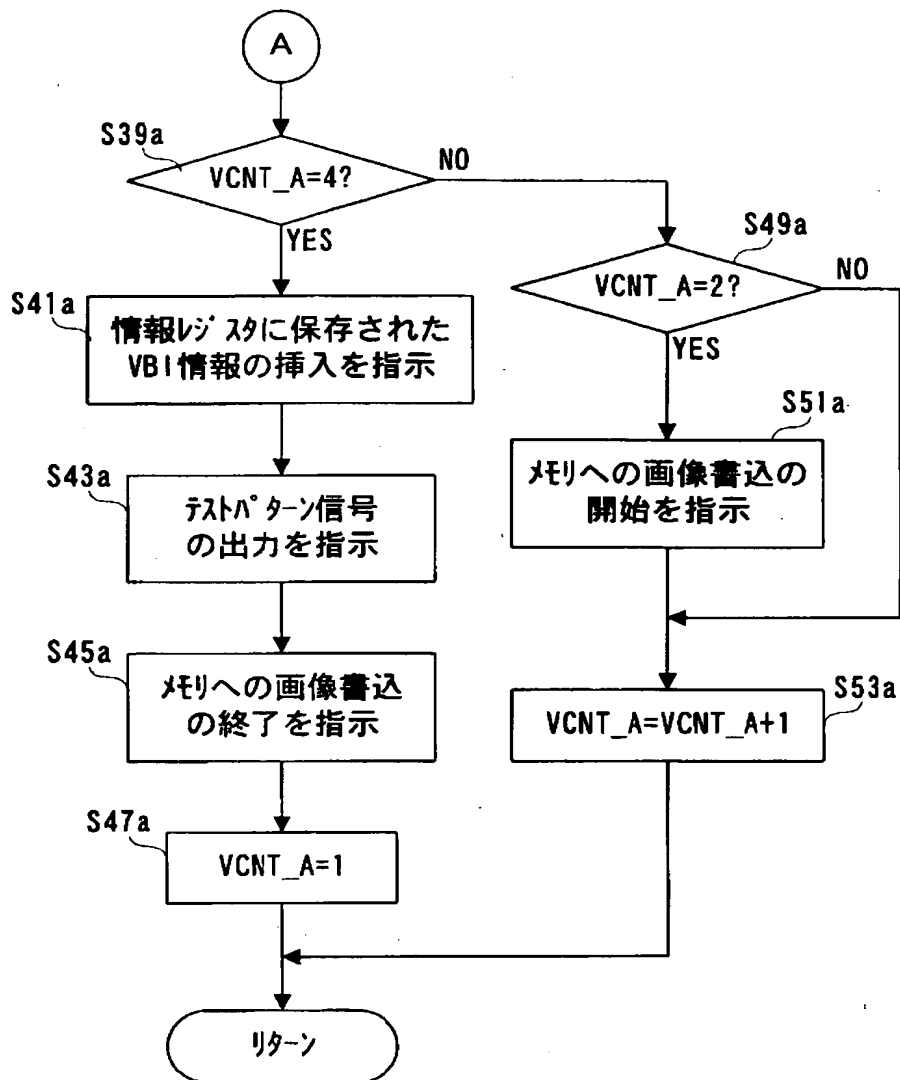 A
S39a
VCNT_A=4?
NO
YES
S41a
情報レジスタに保存された
VBI情報の挿入を指示
S43a
テストパターン信号
の出力を指示
S45a
メモリへの画像書込
の終了を指示
S47a
VCNT_A=1
S49a
VCNT_A=2?
NO
YES
S51a
メモリへの画像書込の
開始を指示
S53a
VCNT_A=VCNT_A+1
リターン